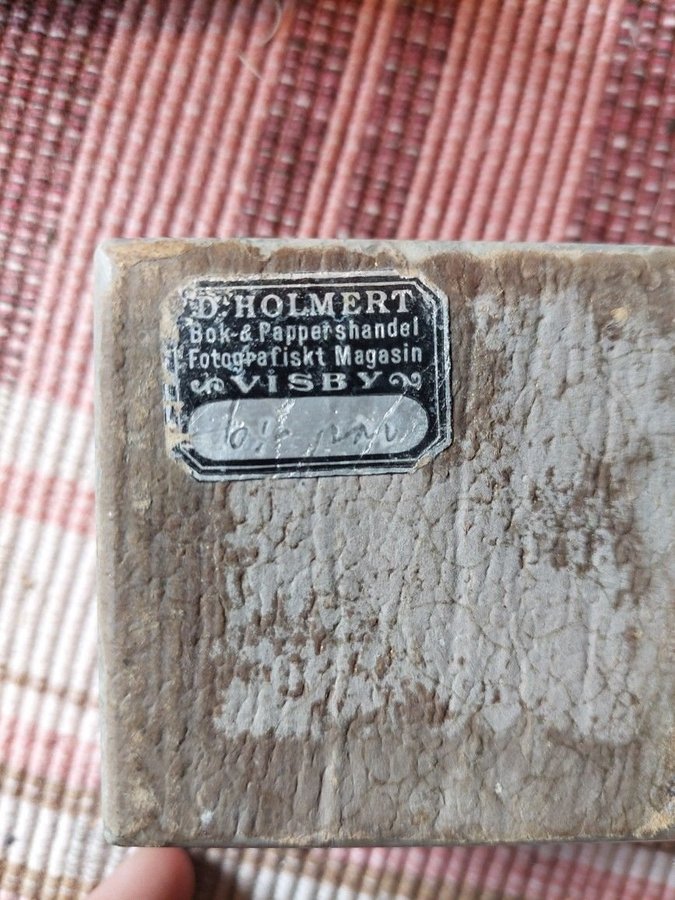 D. HOLMERT
Bok- & Pappershandel
Fotografiskt Magasin
VISBY